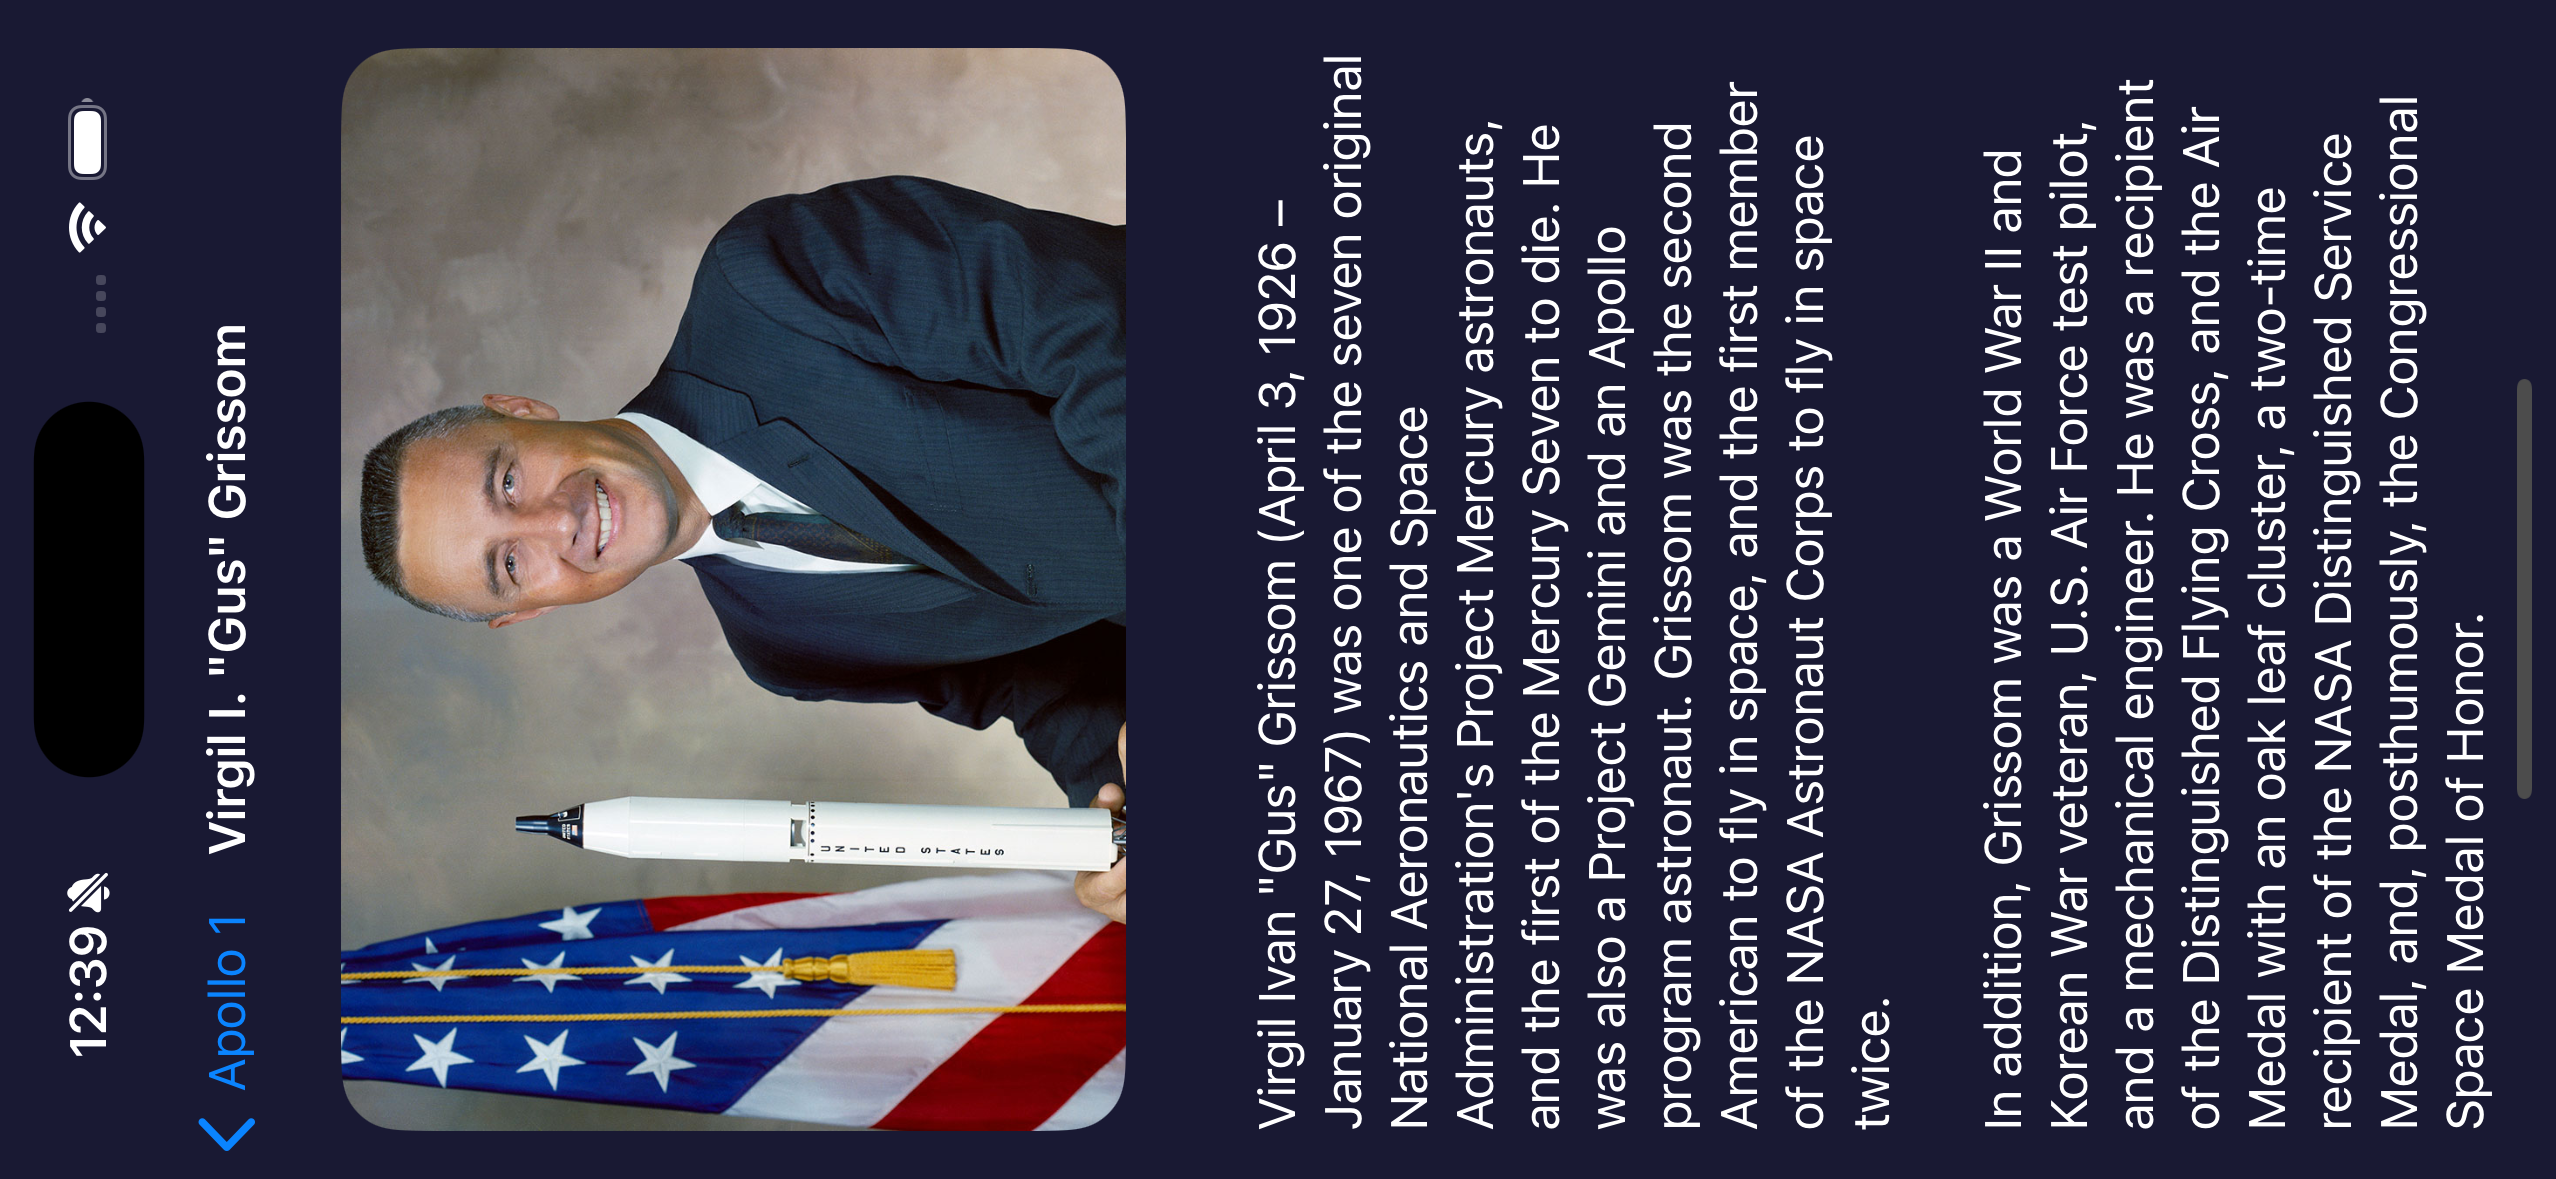 12:39
Apollo 1
Virgil I. "Gus" Grissom
UNITED STATES
Virgil Ivan "Gus" Grissom (April 3, 1926 –
January 27, 1967) was one of the seven original
National Aeronautics and Space
Administration's Project Mercury astronauts,
and the first of the Mercury Seven to die. He
was also a Project Gemini and an Apollo
program astronaut. Grissom was the second
American to fly in space, and the first member
of the NASA Astronaut Corps to fly in space
twice.
In addition, Grissom was a World War II and
Korean War veteran, U.S. Air Force test pilot,
and a mechanical engineer. He was a recipient
of the Distinguished Flying Cross, and the Air
Medal with an oak leaf cluster, a two-time
recipient of the NASA Distinguished Service
Medal, and, posthumously, the Congressional
Space Medal of Honor.